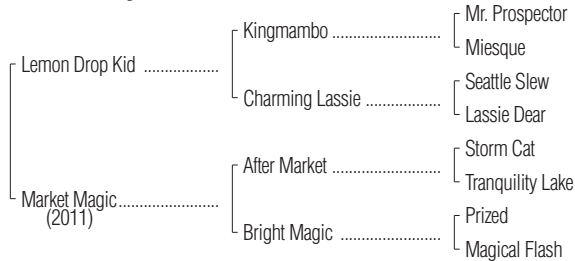 Mr. Prospector
Kingmambo ........................
Miesque
Lemon Drop Kid ..................
Seattle Slew
Charming Lassie .................
Lassie Dear
Storm Cat
After Market ........................
Tranquility Lake
Market Magic........................
(2011)
Prized
Bright Magic ......................
Magical Flash